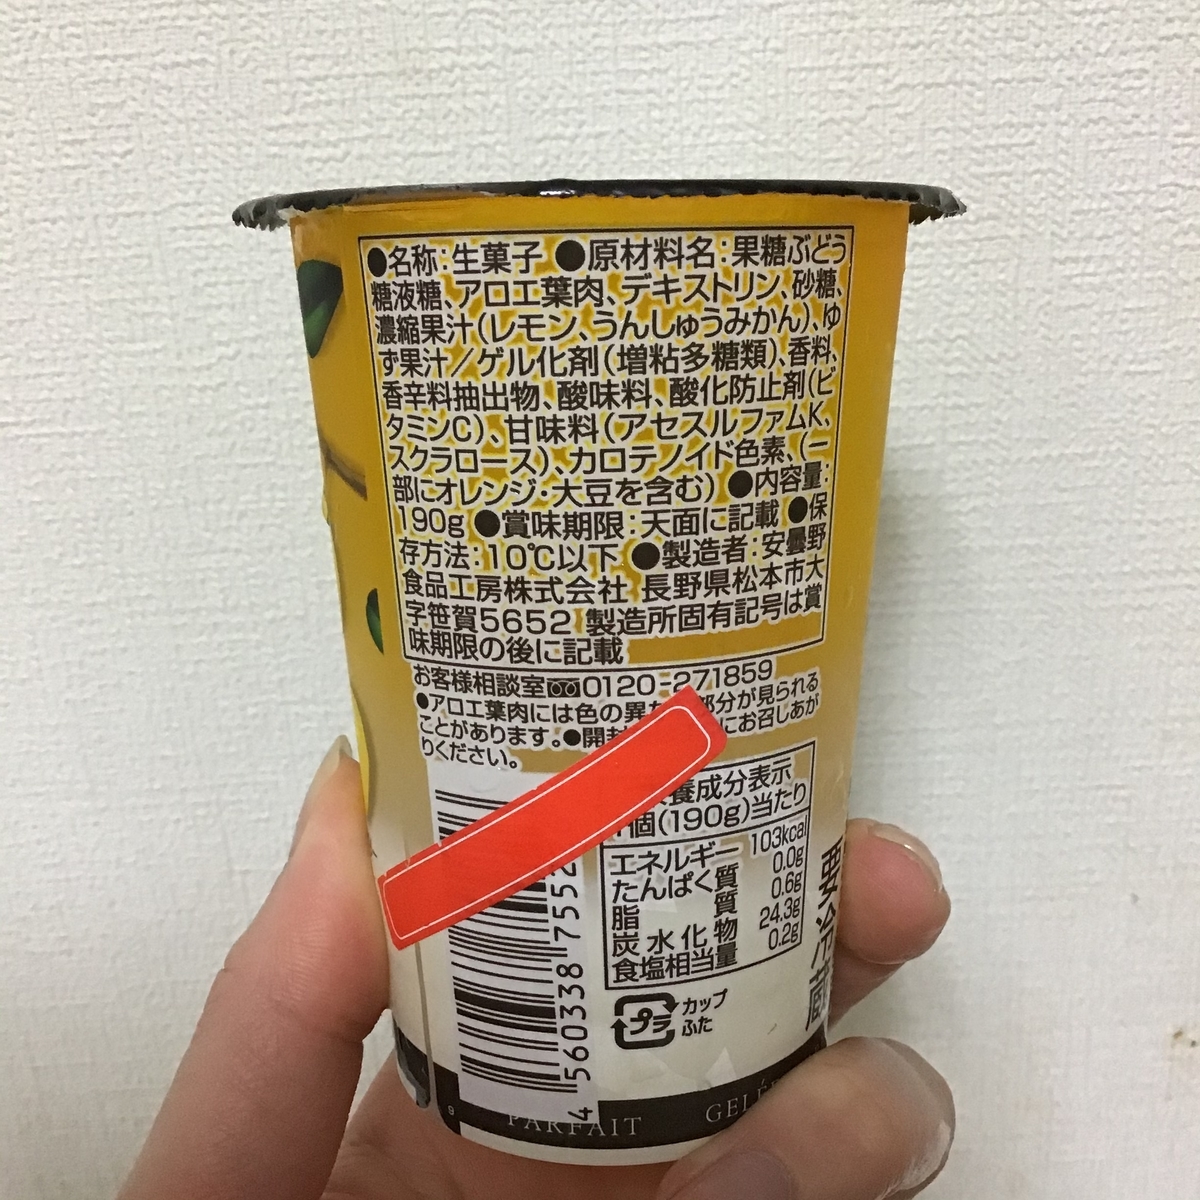 ●名称:生菓子 ●原材料名:果糖ぶどう
糖液糖、アロエ葉肉、デキストリン、砂糖、
濃縮果汁(レモン、うんしゅうみかん)、ゆ
ず果汁/ゲル化剤(増粘多糖類)、香料、
香辛料抽出物、酸味料、酸化防止剤(ビ
タミンC)、甘味料(アセスルファムK、
スクラロース)、カロテノイド色素、(一
部にオレンジ・大豆を含む) ●内容量:
190g ●賞味期限:天面に記載 ●保
存方法:10℃以下 ●製造者:安曇野
食品工房株式会社 長野県松本市大
字笹賀5652 製造所固有記号は賞
味期限の後に記載
お客様相談室 0120-271859
●アロエ葉肉には色の異な 部分が見られる
ことがあります。●開封 にお召しあが
りください。
養成分表示
個(190g)当たり
エネルギー 103kcal
たんぱく質 0.0g
脂質 0.6g
炭水化物 24.3g
食塩相当量 0.2g
プラ カップ
ふた
4 560338 7552
要冷蔵
9
PARFAIT GELÉE